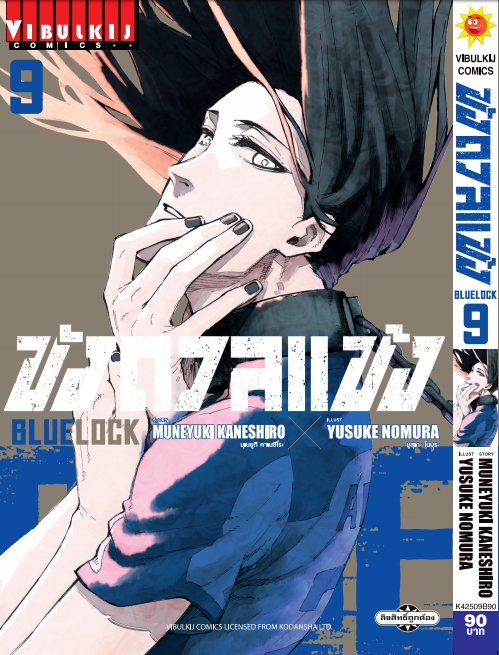 VIBULKIJ
COMICS
9
ขังดวลแข้ง
BLUELOCK
STORY
MUNEYUKI KANESHIRO
มุเนยูกิ คาเนชิโระ
ILLUST
YUSUKE NOMURA
ยูสุเกะ โนมูระ
VIBULKIJ COMICS LICENSED FROM KODANSHA LTD.
ลิขสิทธิ์ถูกต้อง
VIBULKIJ
COMICS
ขังดวลแข้ง
BLUELOCK
9
STORY
MUNEYUKI KANESHIRO
ILLUST
YUSUKE NOMURA
K42509B90
90
บาท